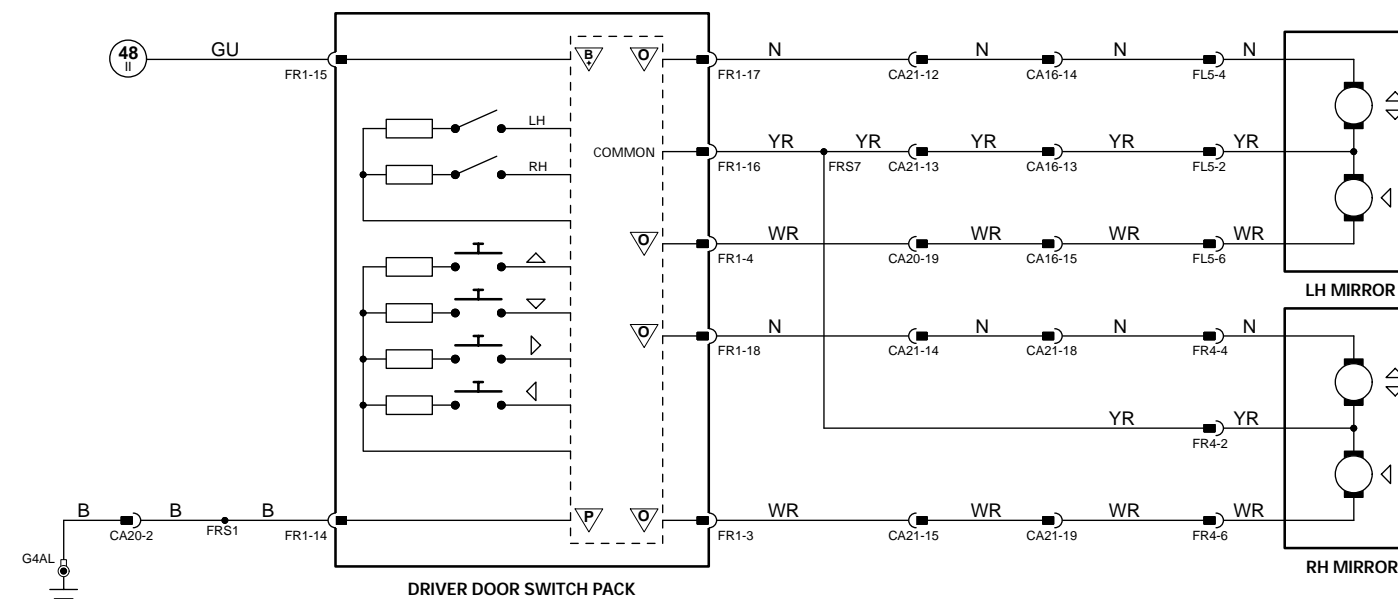 48 GU N N N N
II FR1-15 B+ O FR1-17 CA21-12 CA16-14 FL5-4
LH
COMMON YR YR YR YR YR
RH FR1-16 FRS7 CA21-13 CA16-13 FL5-2
O WR WR WR WR
FR1-4 CA20-19 CA16-15 FL5-6
LH MIRROR
O N N N N
FR1-18 CA21-14 CA21-18 FR4-4
YR YR
FR4-2
B B B P O WR WR WR WR
CA20-2 FRS1 FR1-14 FR1-3 CA21-15 CA21-19 FR4-6
G4AL
RH MIRROR
DRIVER DOOR SWITCH PACK